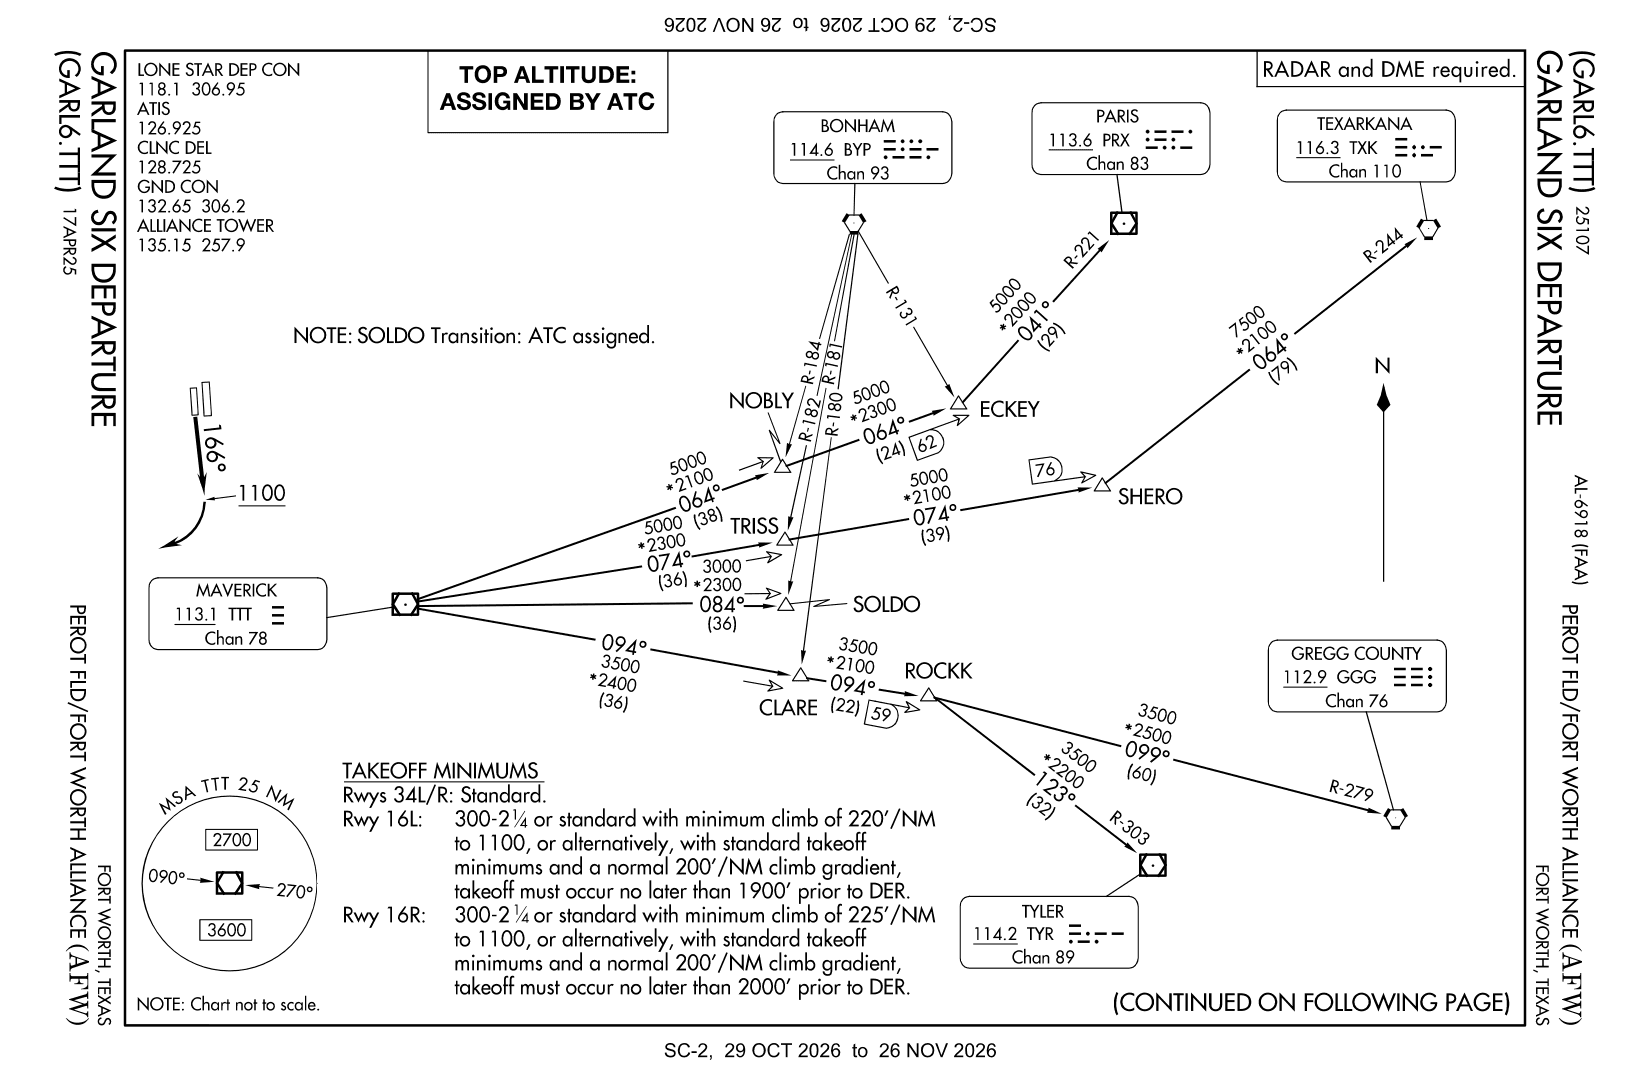 SC-2, 29 OCT 2026 to 26 NOV 2026
(GARL6.TTT) 17APR25
GARLAND SIX DEPARTURE
PEROT FLD/FORT WORTH ALLIANCE (AFW)
FORT WORTH, TEXAS
LONE STAR DEP CON
118.1 306.95
ATIS
126.925
CLNC DEL
128.725
GND CON
132.65 306.2
ALLIANCE TOWER
135.15 257.9
TOP ALTITUDE:
ASSIGNED BY ATC
RADAR and DME required.
BONHAM
114.6 BYP
Chan 93
PARIS
113.6 PRX
Chan 83
TEXARKANA
116.3 TXK
Chan 110
NOTE: SOLDO Transition: ATC assigned.
R-131
R-184
R-181
R-182
R-180
R-221
5000
*2000
041°
(29)
R-244
7500
*2100
064°
(79)
N
166°
1100
NOBLY
5000
*2300
064°
(24)
62
ECKEY
5000
*2100
064°
(38)
TRISS
5000
*2300
074°
(36)
5000
*2100
074°
(39)
76
SHERO
3000
*2300
084°
(36)
SOLDO
MAVERICK
113.1 TTT
Chan 78
094°
3500
*2400
(36)
CLARE
3500
*2100
094°
(22)
59
ROCKK
3500
*2500
099°
(60)
R-279
3500
*2200
123°
(32)
R-303
GREGG COUNTY
112.9 GGG
Chan 76
TYLER
114.2 TYR
Chan 89
MSA TTT 25 NM
2700
090°
270°
3600
NOTE: Chart not to scale.
TAKEOFF MINIMUMS
Rwys 34L/R: Standard.
Rwy 16L: 300-2¼ or standard with minimum climb of 220'/NM
to 1100, or alternatively, with standard takeoff
minimums and a normal 200'/NM climb gradient,
takeoff must occur no later than 1900' prior to DER.
Rwy 16R: 300-2¼ or standard with minimum climb of 225'/NM
to 1100, or alternatively, with standard takeoff
minimums and a normal 200'/NM climb gradient,
takeoff must occur no later than 2000' prior to DER.
(CONTINUED ON FOLLOWING PAGE)
(GARL6.TTT) 25107
GARLAND SIX DEPARTURE
AL-6918 (FAA)
PEROT FLD/FORT WORTH ALLIANCE (AFW)
FORT WORTH, TEXAS
SC-2, 29 OCT 2026 to 26 NOV 2026